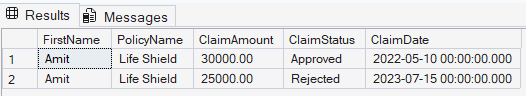 Results Messages
FirstName PolicyName ClaimAmount ClaimStatus ClaimDate
1 Amit Life Shield 30000.00 Approved 2022-05-10 00:00:00.000
2 Amit Life Shield 25000.00 Rejected 2023-07-15 00:00:00.000